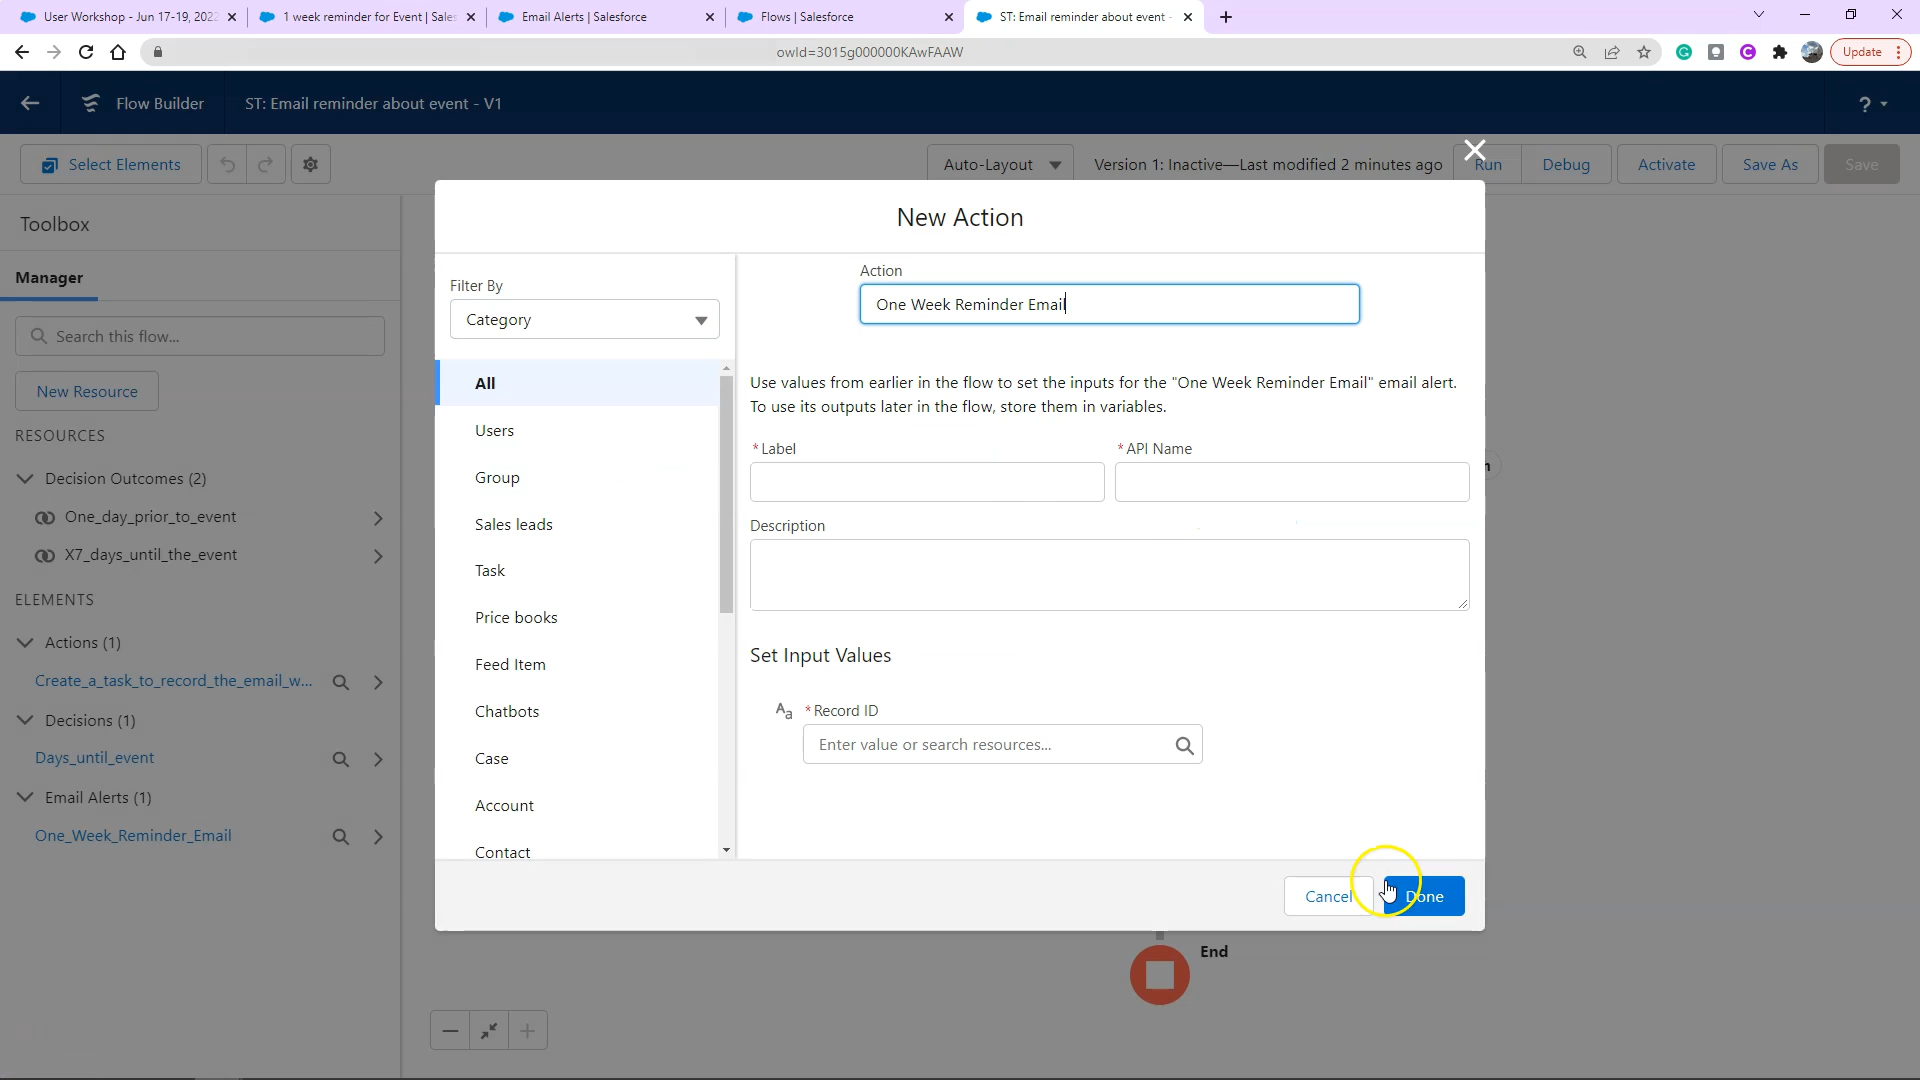 User Workshop - Jun 17-19, 2022
1 week reminder for Event | Sales
Email Alerts | Salesforce
Flows | Salesforce
ST: Email reminder about event -
owId=3015g000000KAwFAAW
Update
Flow Builder
ST: Email reminder about event - V1
?
Select Elements
Auto-Layout
Version 1: Inactive—Last modified 2 minutes ago
Run
Debug
Activate
Save As
Save
Toolbox
Manager
Search this flow...
New Resource
RESOURCES
Decision Outcomes (2)
One_day_prior_to_event
X7_days_until_the_event
ELEMENTS
Actions (1)
Create_a_task_to_record_the_email_w...
Decisions (1)
Days_until_event
Email Alerts (1)
One_Week_Reminder_Email
New Action
Filter By
Category
All
Users
Group
Sales leads
Task
Price books
Feed Item
Chatbots
Case
Account
Contact
Action
One Week Reminder Email
Use values from earlier in the flow to set the inputs for the "One Week Reminder Email" email alert.
To use its outputs later in the flow, store them in variables.
* Label
* API Name
Description
Set Input Values
Aa * Record ID
Enter value or search resources...
Cancel
Done
End